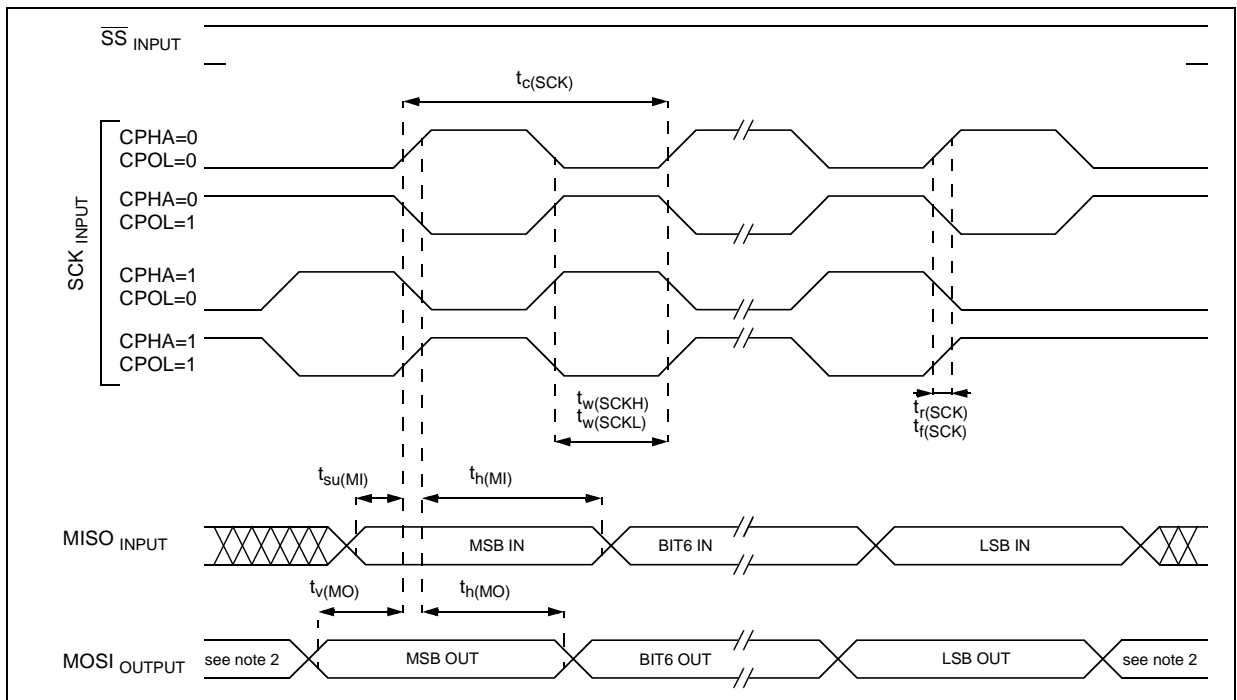 SS INPUT
tc(SCK)
SCK INPUT
CPHA=0
CPOL=0
CPHA=0
CPOL=1
CPHA=1
CPOL=0
CPHA=1
CPOL=1
tw(SCKH)
tw(SCKL)
tr(SCK)
tf(SCK)
tsu(MI)
th(MI)
MISO INPUT
MSB IN
BIT6 IN
LSB IN
tv(MO)
th(MO)
MOSI OUTPUT
see note 2
MSB OUT
BIT6 OUT
LSB OUT
see note 2